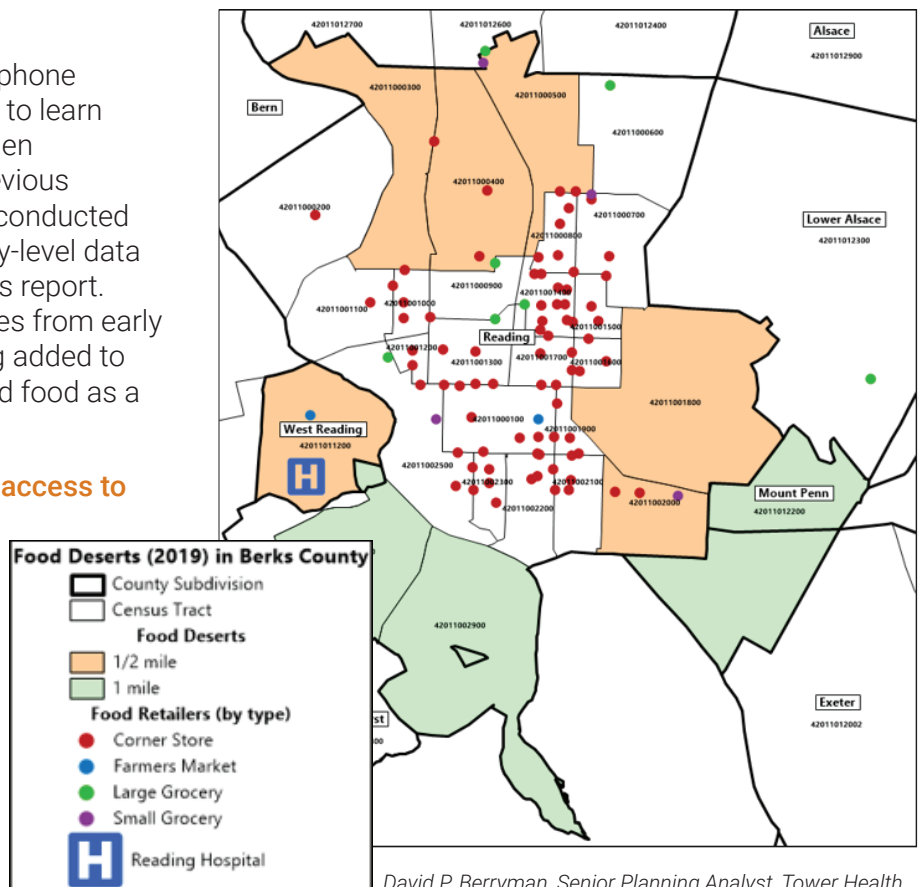 phone
to learn
en
evious
conducted
y-level data
s report.
es from early
g added to
d food as a
access to
42011012700
42011012600
42011012400
Alsace
42011012900
42011000300
42011000500
Bern
42011000600
42011000400
42011000200
42011000700
Lower Alsace
42011012300
42011000800
42011000900
42011001100
42011001000
42011001500
Reading
42011001200
42011001300
42011001700
42011001800
42011000100
42011001900
West Reading
42011011200
H
42011002500
42011002300
42011002100
42011002200
42011002000
Mount Penn
42011012200
42011002900
Exeter
42011012002
st
00
Food Deserts (2019) in Berks County
County Subdivision
Census Tract
Food Deserts
1/2 mile
1 mile
Food Retailers (by type)
Corner Store
Farmers Market
Large Grocery
Small Grocery
H Reading Hospital
David P. Berryman, Senior Planning Analyst, Tower Health